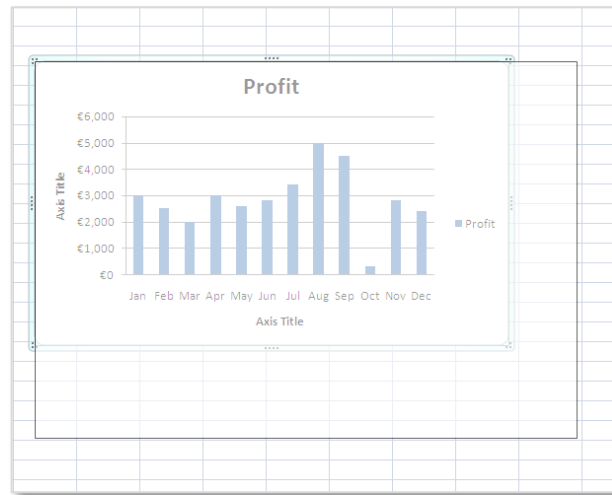 Profit
€6,000
€5,000
€4,000
€3,000
€2,000
€1,000
€0
Axis Title
Jan Feb Mar Apr May Jun Jul Aug Sep Oct Nov Dec
Axis Title
Profit